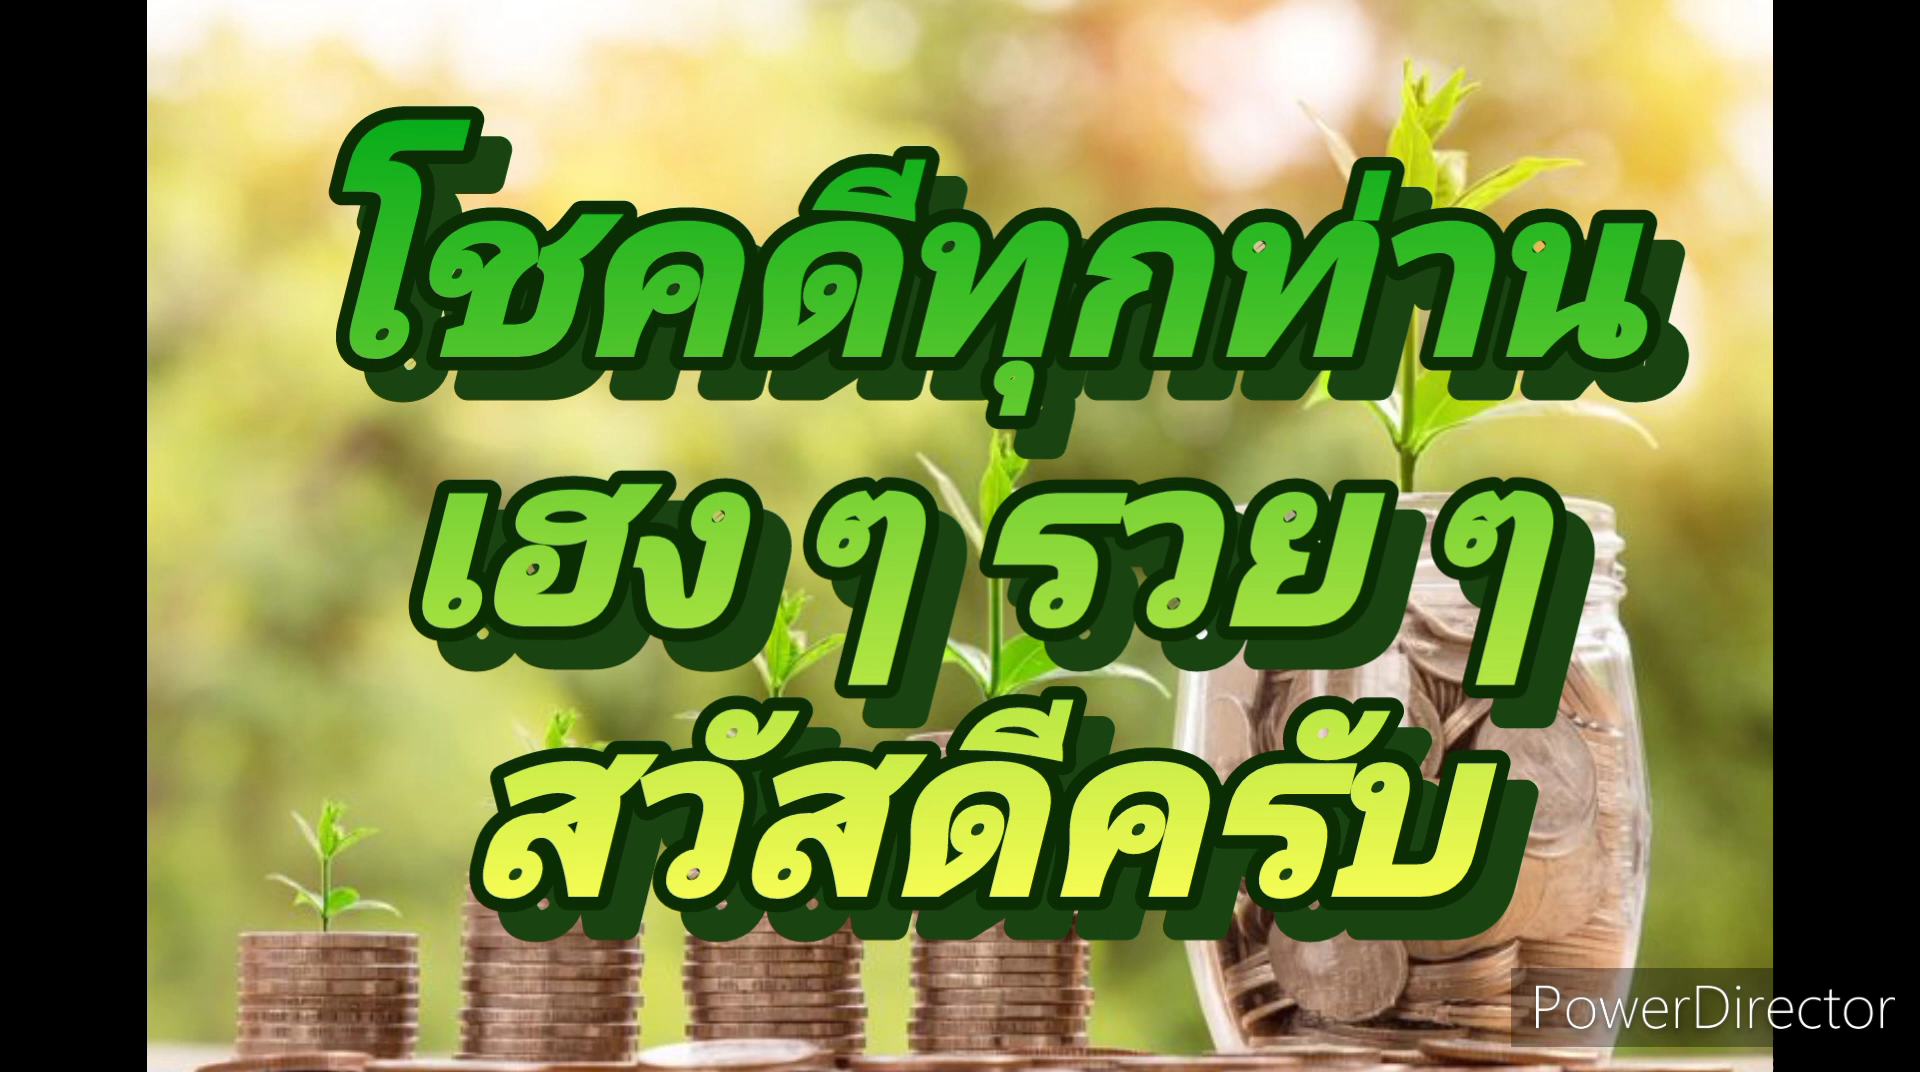 โชคดีทุกท่าน
เฮง ๆ รวย ๆ
สวัสดีครับ
PowerDirector